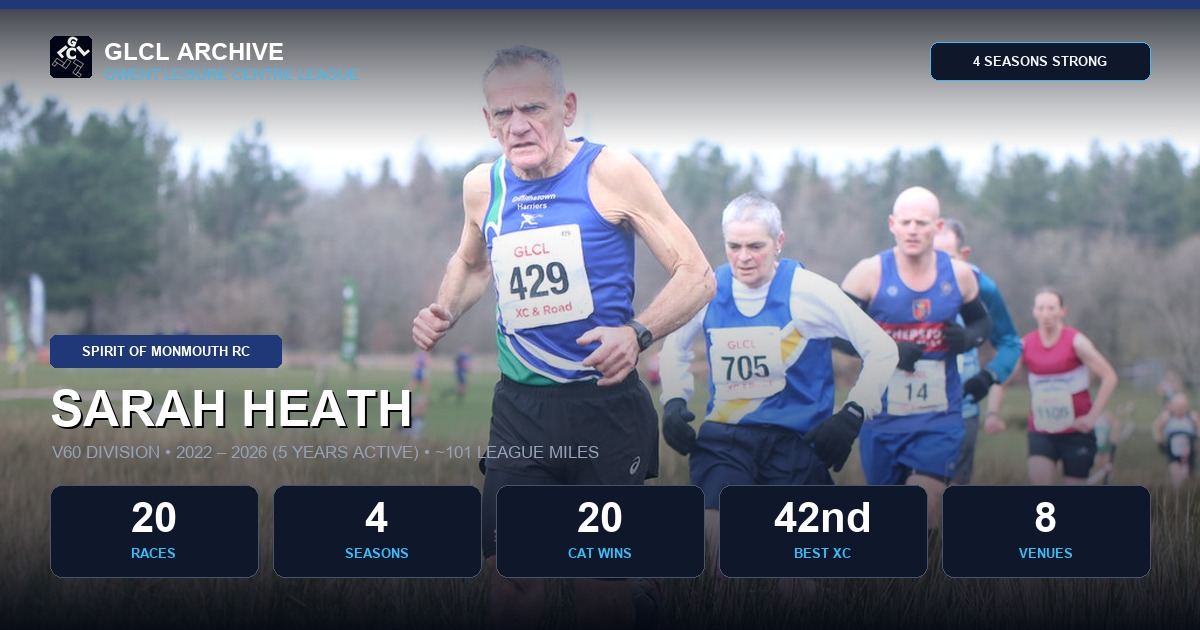 GLCL ARCHIVE
GWENT LEISURE CENTRE LEAGUE
4 SEASONS STRONG
Griffithstown
Harriers
GLCL
429
XC & Road
GLCL
705
14
1106
SPIRIT OF MONMOUTH RC
SARAH HEATH
V60 DIVISION • 2022 – 2026 (5 YEARS ACTIVE) • ~101 LEAGUE MILES
20
RACES
4
SEASONS
20
CAT WINS
42nd
BEST XC
8
VENUES